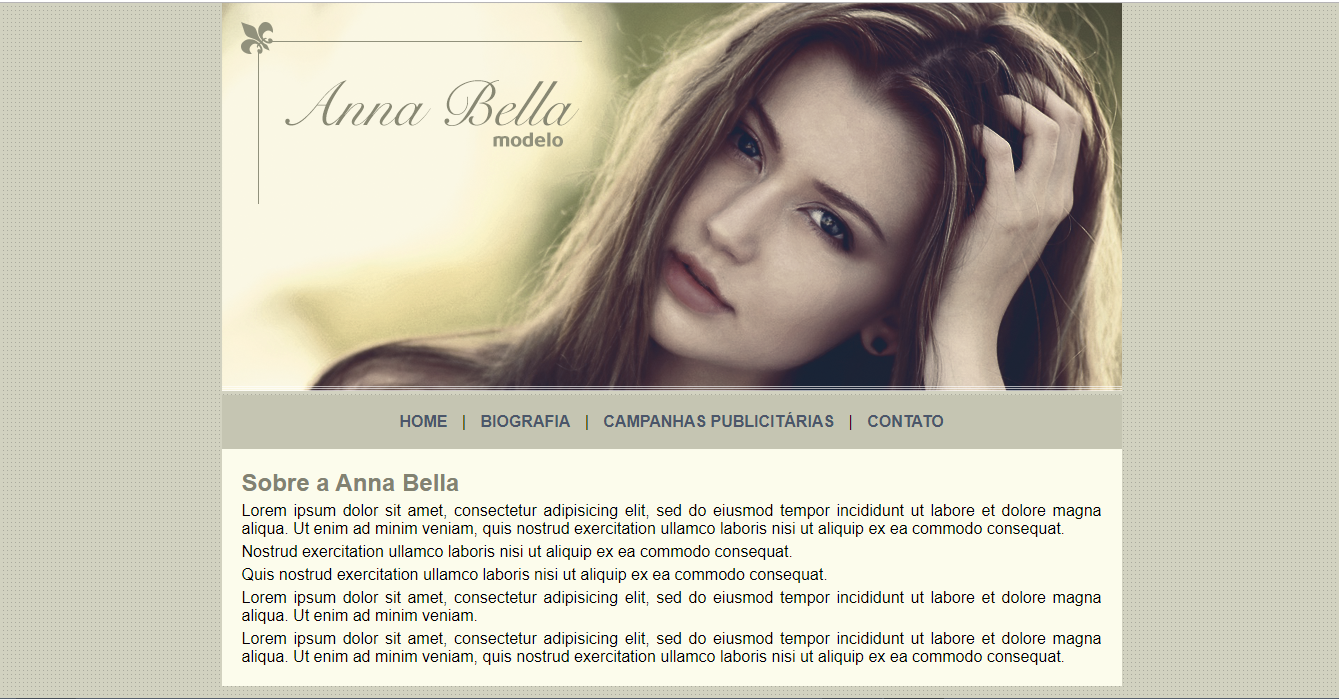 Anna Bella
modelo
HOME | BIOGRAFIA | CAMPANHAS PUBLICITÁRIAS | CONTATO
Sobre a Anna Bella
Lorem ipsum dolor sit amet, consectetur adipisicing elit, sed do eiusmod tempor incididunt ut labore et dolore magna
aliqua. Ut enim ad minim veniam, quis nostrud exercitation ullamco laboris nisi ut aliquip ex ea commodo consequat.
Nostrud exercitation ullamco laboris nisi ut aliquip ex ea commodo consequat.
Quis nostrud exercitation ullamco laboris nisi ut aliquip ex ea commodo consequat.
Lorem ipsum dolor sit amet, consectetur adipisicing elit, sed do eiusmod tempor incididunt ut labore et dolore magna
aliqua. Ut enim ad minim veniam.
Lorem ipsum dolor sit amet, consectetur adipisicing elit, sed do eiusmod tempor incididunt ut labore et dolore magna
aliqua. Ut enim ad minim veniam, quis nostrud exercitation ullamco laboris nisi ut aliquip ex ea commodo consequat.